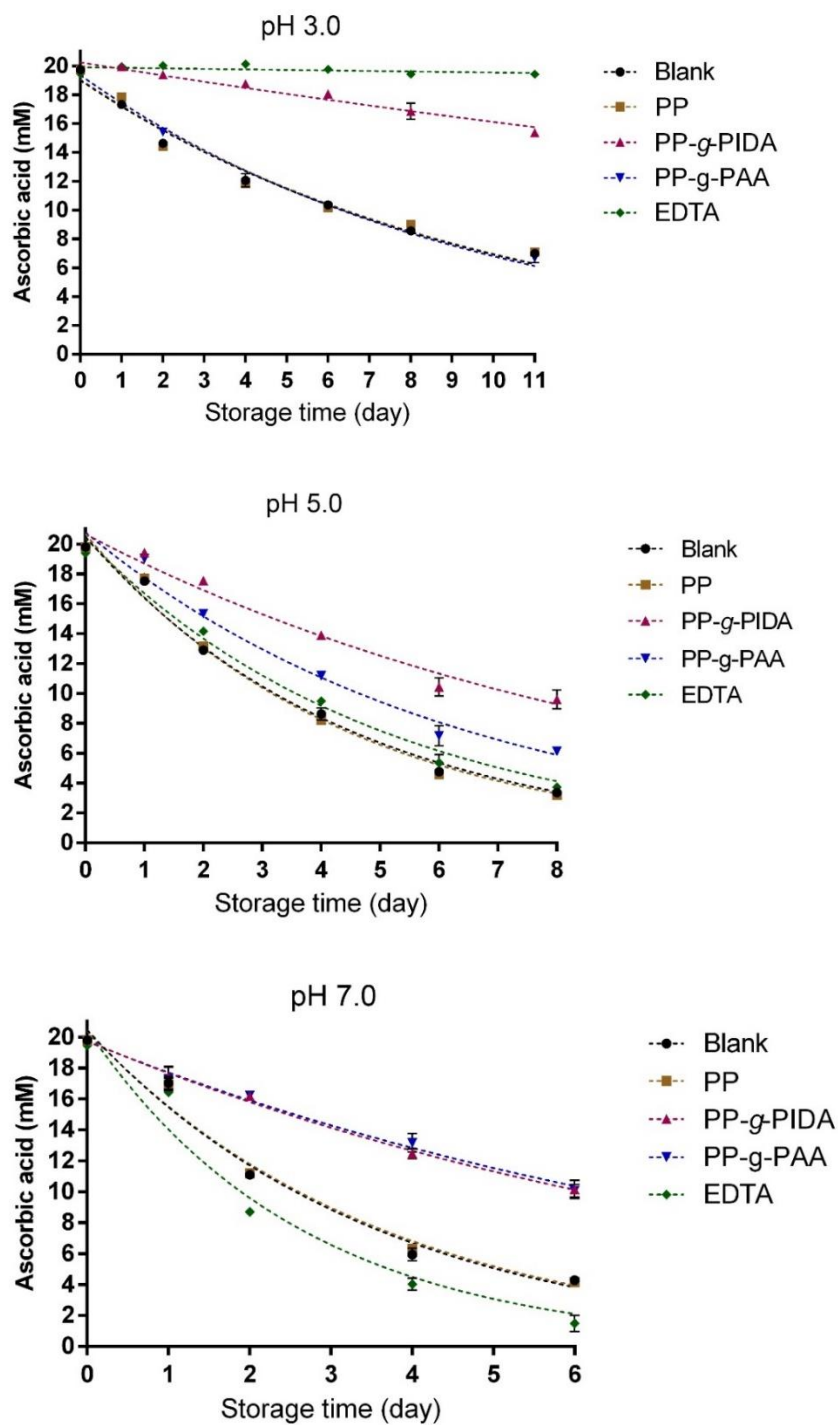 pH 3.0
Ascorbic acid (mM)
20
18
16
14
12
10
8
6
4
2
0
0 1 2 3 4 5 6 7 8 9 10 11
Storage time (day)
Blank
PP
PP-g-PIDA
PP-g-PAA
EDTA
pH 5.0
Ascorbic acid (mM)
20
18
16
14
12
10
8
6
4
2
0
0 1 2 3 4 5 6 7 8
Storage time (day)
Blank
PP
PP-g-PIDA
PP-g-PAA
EDTA
pH 7.0
Ascorbic acid (mM)
20
18
16
14
12
10
8
6
4
2
0
0 1 2 3 4 5 6
Storage time (day)
Blank
PP
PP-g-PIDA
PP-g-PAA
EDTA